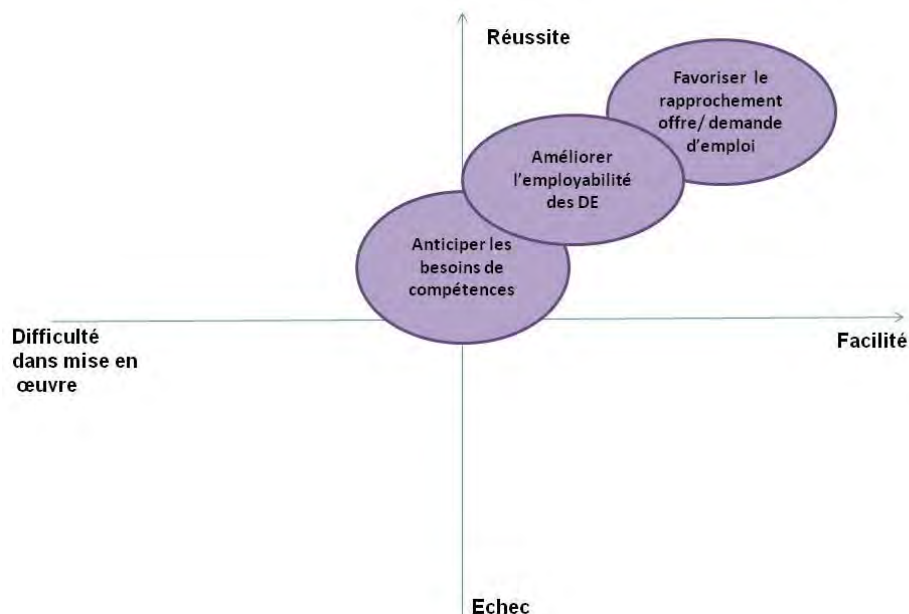 Réussite
Favoriser le
rapprochement
offre/ demande
d'emploi
Améliorer
l'employabilité
des DE
Anticiper les
besoins de
compétences
Difficulté
dans mise en
œuvre
Facilité
Echec